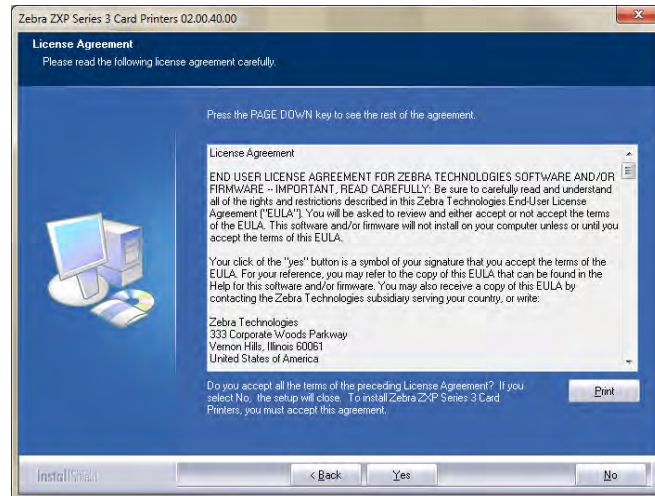 Zebra ZXP Series 3 Card Printers 02.00.40.00
License Agreement
Please read the following license agreement carefully.
Press the PAGE DOWN key to see the rest of the agreement.
License Agreement
END USER LICENSE AGREEMENT FOR ZEBRA TECHNOLOGIES SOFTWARE AND/OR
FIRMWARE -- IMPORTANT, READ CAREFULLY: Be sure to carefully read and understand
all of the rights and restrictions described in this Zebra Technologies End-User License
Agreement ("EULA"). You will be asked to review and either accept or not accept the terms
of the EULA. This software and/or firmware will not install on your computer unless or until you
accept the terms of this EULA.
Your click of the "yes" button is a symbol of your signature that you accept the terms of the
EULA. For your reference, you may refer to the copy of this EULA that can be found in the
Help for this software and/or firmware. You may also receive a copy of this EULA by
contacting the Zebra Technologies subsidiary serving your country, or write:
Zebra Technologies
333 Corporate Woods Parkway
Vernon Hills, Illinois 60061
United States of America
Do you accept all the terms of the preceding License Agreement? If you
select No, the setup will close. To install Zebra ZXP Series 3 Card
Printers, you must accept this agreement.
Print
InstallShield
< Back
Yes
No